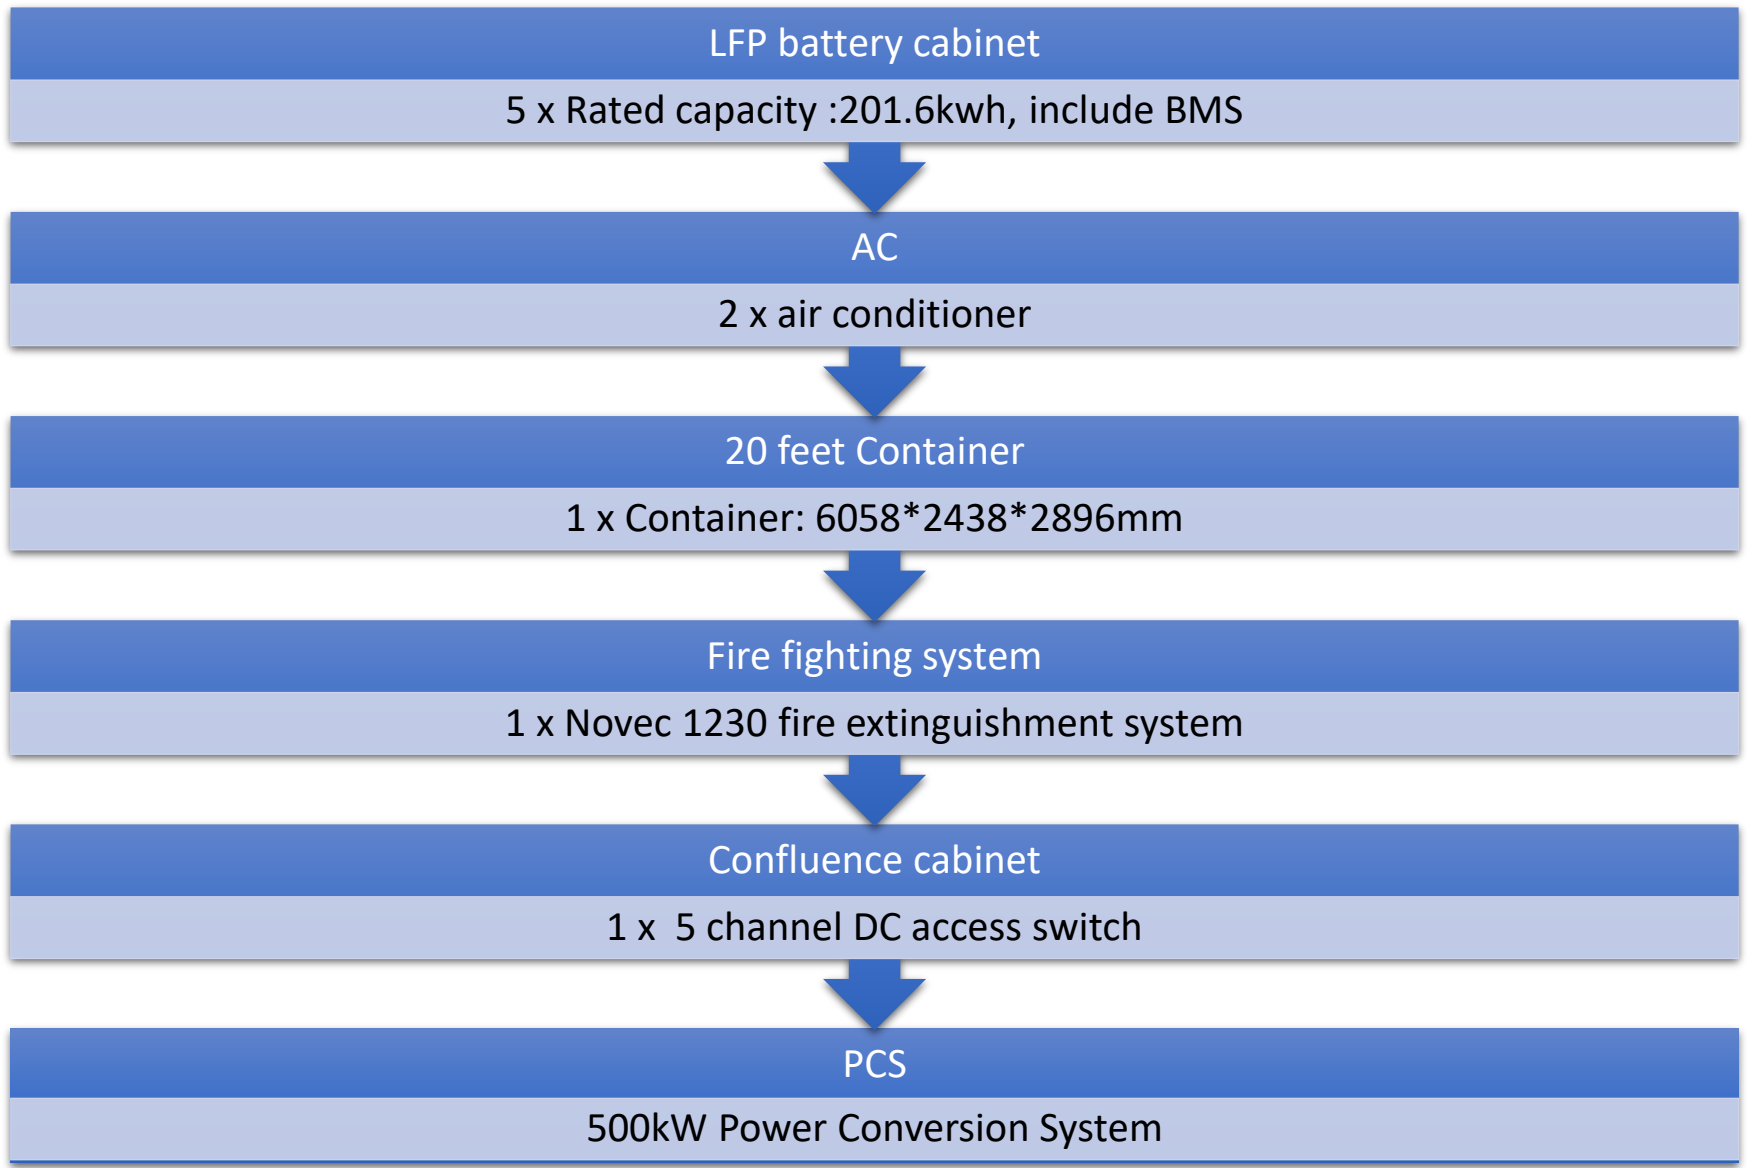 LFP battery cabinet
5 x Rated capacity :201.6kwh, include BMS
AC
2 x air conditioner
20 feet Container
1 x Container: 6058*2438*2896mm
Fire fighting system
1 x Novec 1230 fire extinguishment system
Confluence cabinet
1 x  5 channel DC access switch
PCS
500kW Power Conversion System